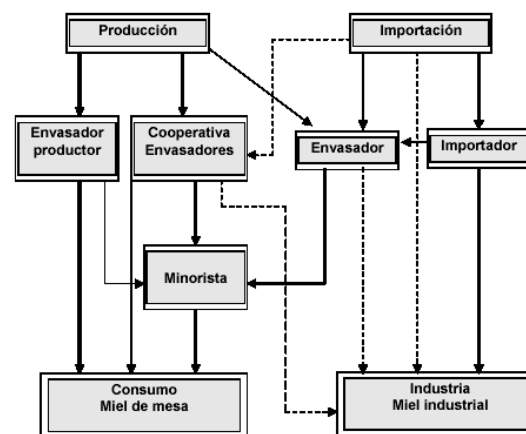 Producción
Importación
Envasador
productor
Cooperativa
Envasadores
Envasador
Importador
Minorista
Consumo
Miel de mesa
Industria
Miel industrial